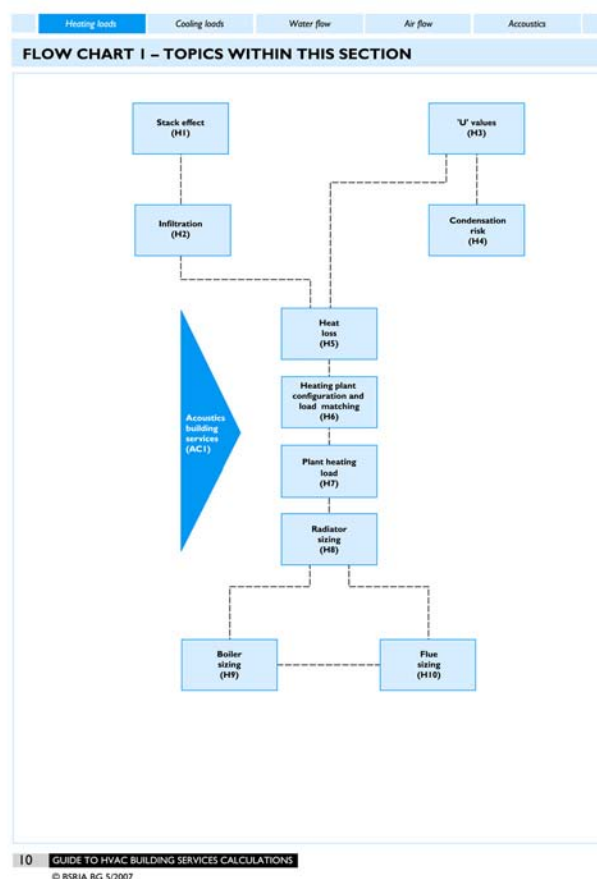 Heating loads
Cooling loads
Water flow
Air flow
Accoustics
FLOW CHART 1 – TOPICS WITHIN THIS SECTION
Stack effect
(H1)
'U' values
(H3)
Infiltration
(H2)
Condensation
risk
(H4)
Heat
loss
(H5)
Heating plant
configuration and
load matching
(H6)
Acoustics
building
services
(AC1)
Plant heating
load
(H7)
Radiator
sizing
(H8)
Boiler
sizing
(H9)
Flue
sizing
(H10)
10 GUIDE TO HVAC BUILDING SERVICES CALCULATIONS
© BSRIA BG 5/2007